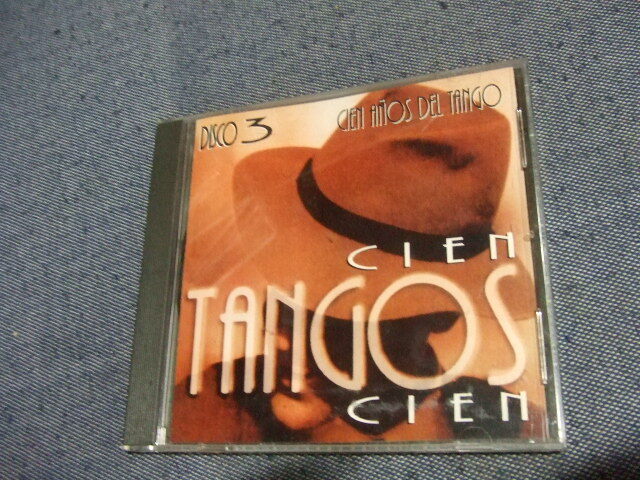 DISCO 3
CIEN AÑOS DEL TANGO
CIEN
TANGOS
CIEN